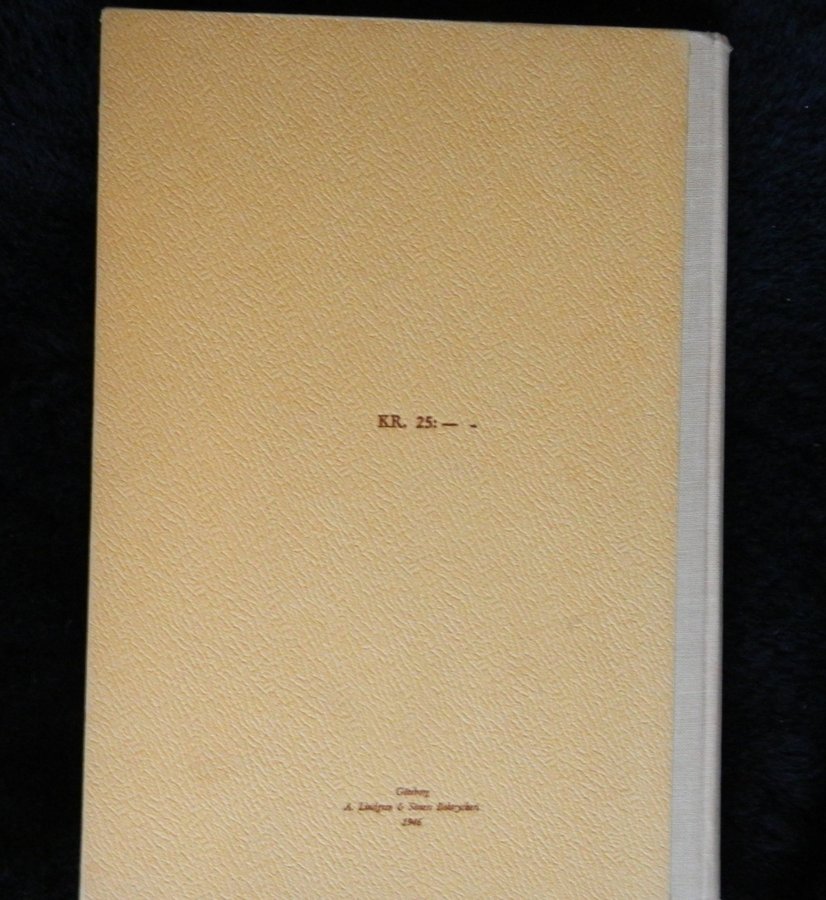 KR. 25:— -
Göteborg
A. Lindgren & Söners Boktryckeri
1946